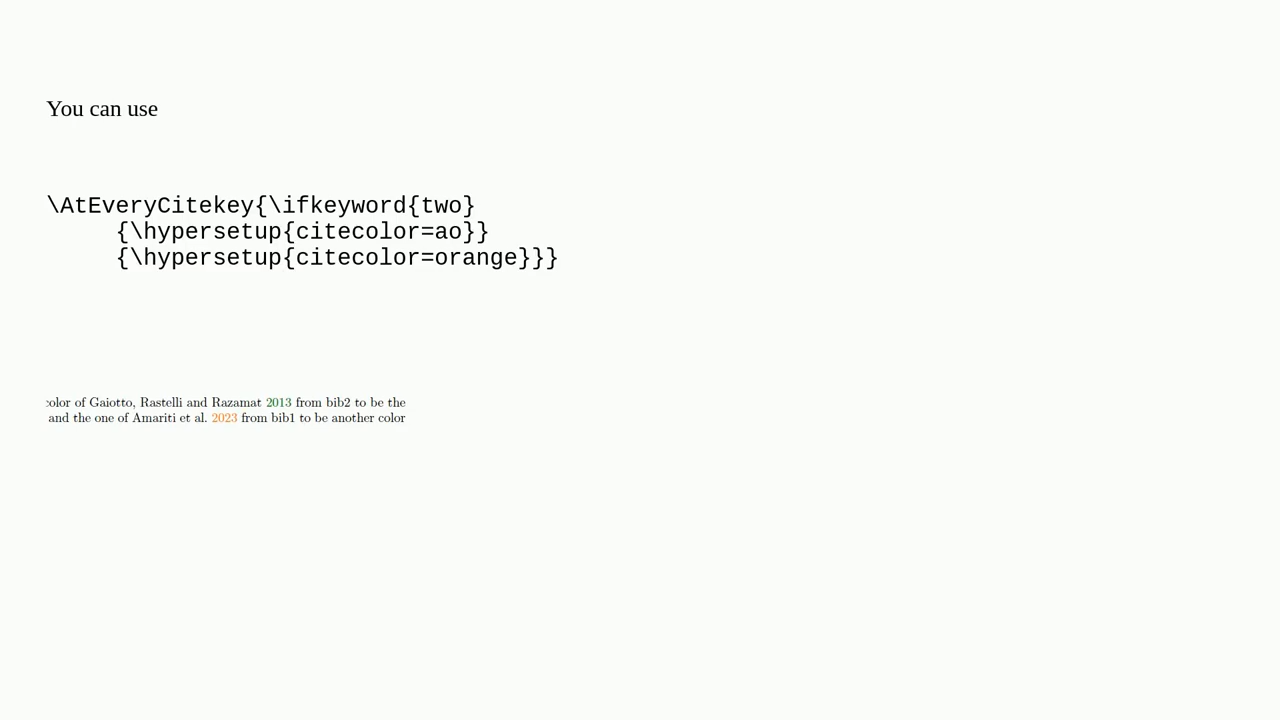 You can use
\AtEveryCitekey{\ifkeyword{two}
{\hypersetup{citecolor=ao}}
{\hypersetup{citecolor=orange}}}
color of Gaiotto, Rastelli and Razamat 2013 from bib2 to be the
and the one of Amariti et al. 2023 from bib1 to be another color